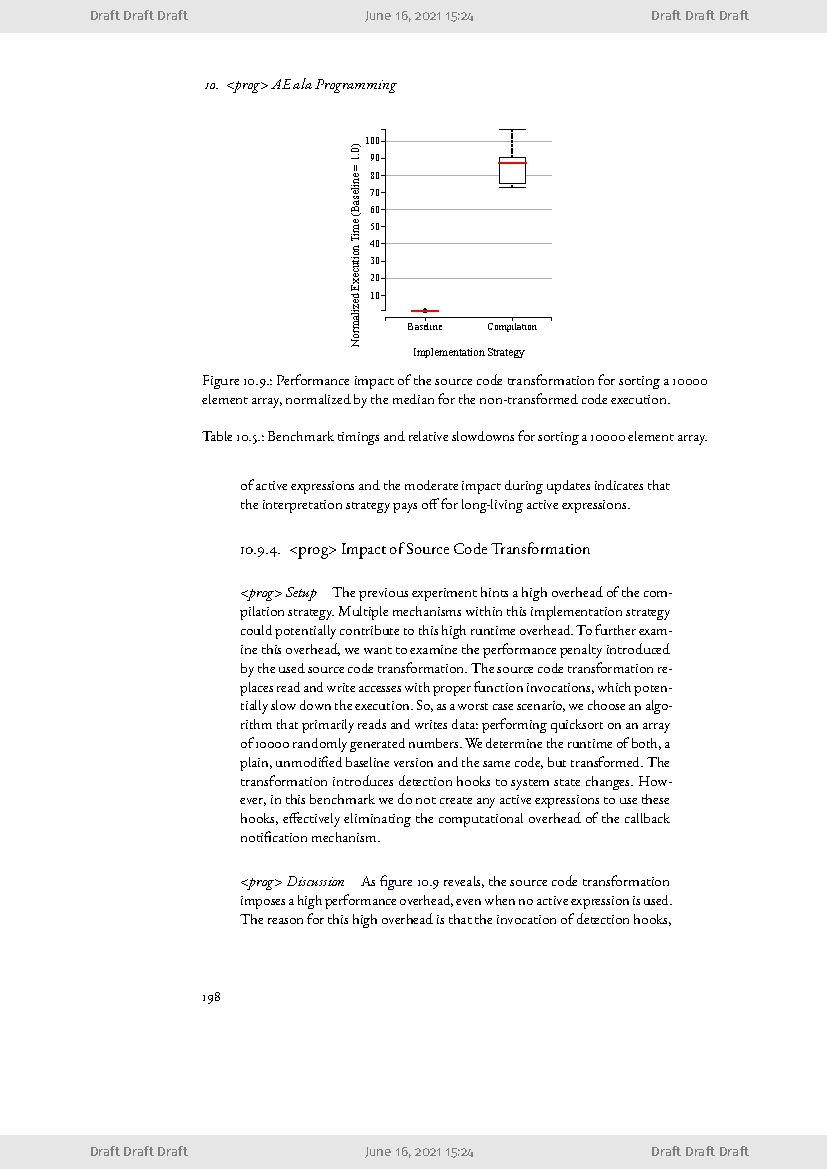 Draft Draft Draft June 16, 2021 15:24 Draft Draft Draft
10. <prog> AE ala Programming
100
90
80
70
60
50
40
30
20
10
Normalized Execution Time (Baseline = 1.0)
Baseline Compilation
Implementation Strategy
Figure 10.9.: Performance impact of the source code transformation for sorting a 10000
element array, normalized by the median for the non-transformed code execution.
Table 10.5.: Benchmark timings and relative slowdowns for sorting a 10000 element array.
of active expressions and the moderate impact during updates indicates that
the interpretation strategy pays off for long-living active expressions.
10.9.4. <prog> Impact of Source Code Transformation
<prog> Setup The previous experiment hints a high overhead of the com-
pilation strategy. Multiple mechanisms within this implementation strategy
could potentially contribute to this high runtime overhead. To further exam-
ine this overhead, we want to examine the performance penalty introduced
by the used source code transformation. The source code transformation re-
places read and write accesses with proper function invocations, which poten-
tially slow down the execution. So, as a worst case scenario, we choose an algo-
rithm that primarily reads and writes data: performing quicksort on an array
of 10000 randomly generated numbers. We determine the runtime of both, a
plain, unmodified baseline version and the same code, but transformed. The
transformation introduces detection hooks to system state changes. How-
ever, in this benchmark we do not create any active expressions to use these
hooks, effectively eliminating the computational overhead of the callback
notification mechanism.
<prog> Discussion As figure 10.9 reveals, the source code transformation
imposes a high performance overhead, even when no active expression is used.
The reason for this high overhead is that the invocation of detection hooks,
198
Draft Draft Draft June 16, 2021 15:24 Draft Draft Draft